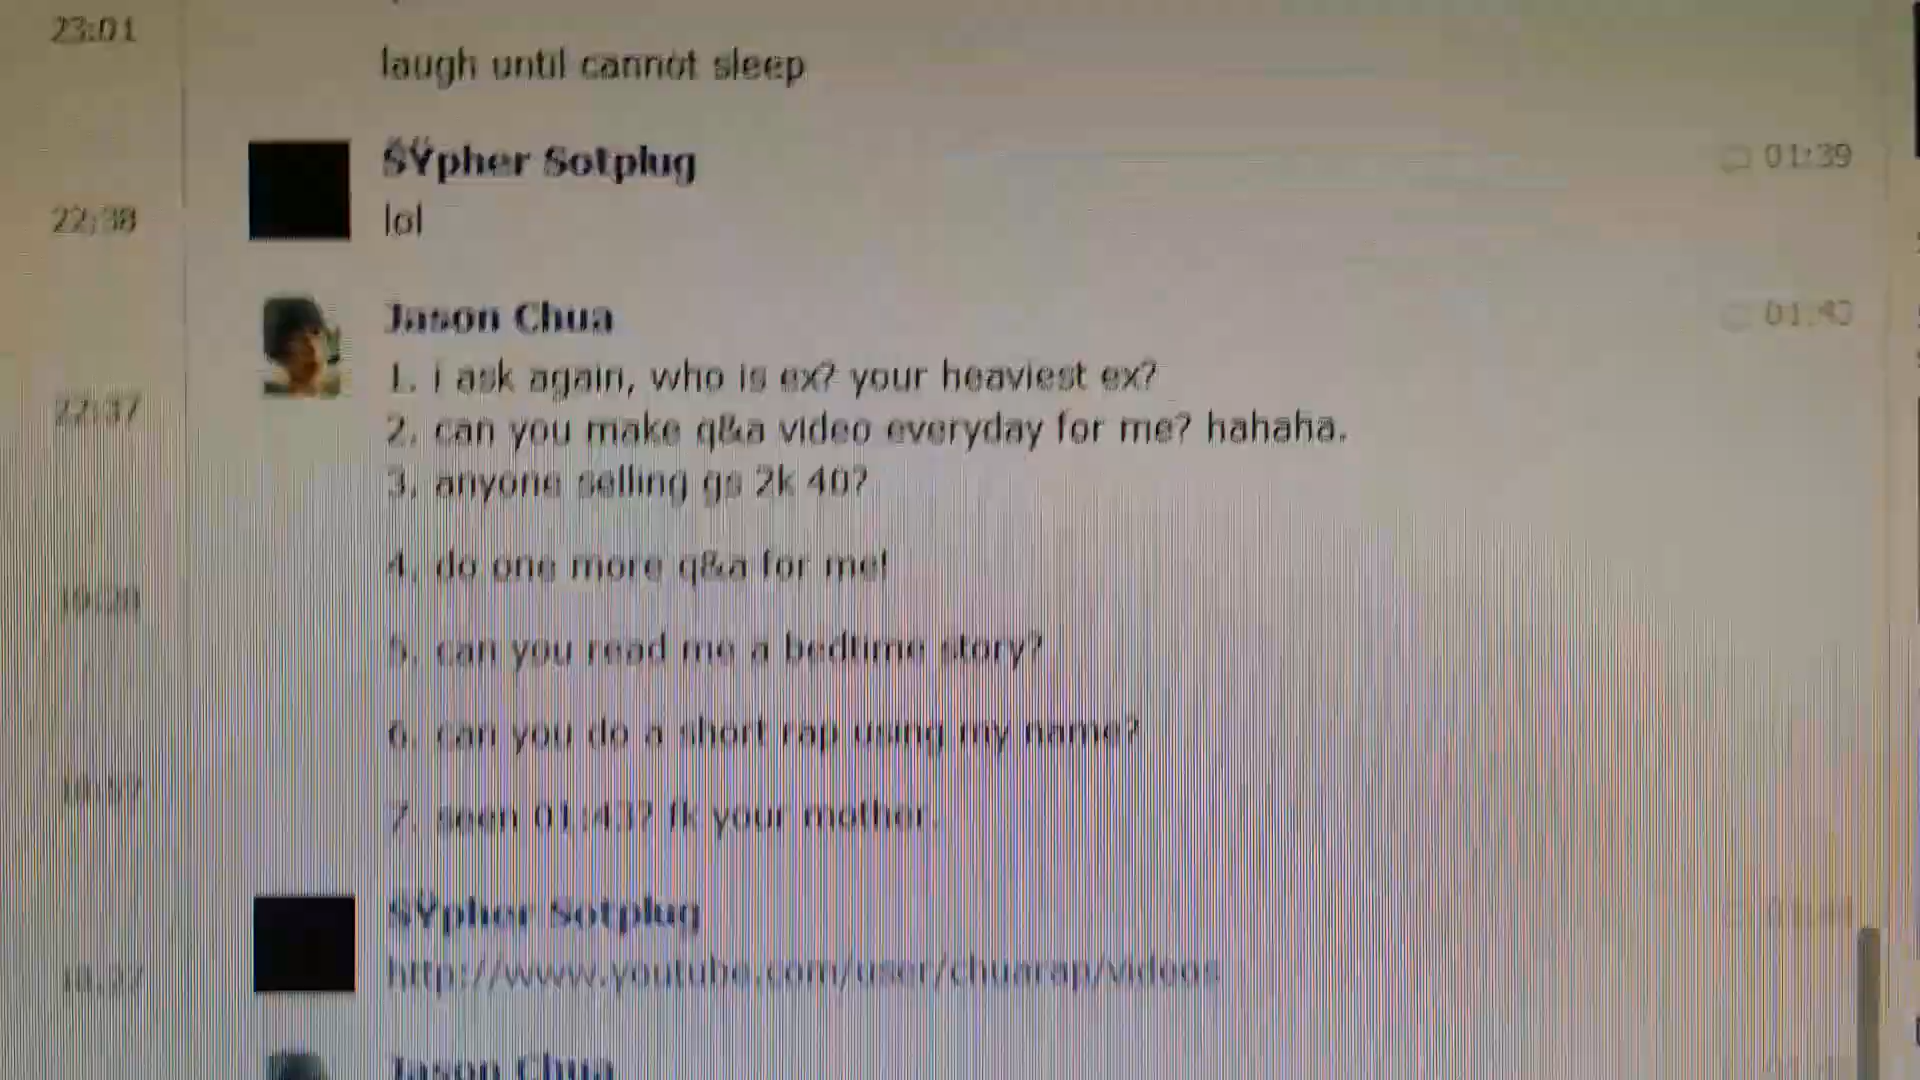 23:01
laugh until cannot sleep
ŠŸpher Sotplug
01:39
22:38
lol
Jason Chua
01:43
1. i ask again, who is ex? your heaviest ex?
22:37
2. can you make q&a video everyday for me? hahaha.
3. anyone selling gs 2k 40?
4. do one more q&a for me!
5. can you read me a bedtime story?
6. can you do a short rap using my name?
7. seen 01:43? fk your mother.
ŠŸpher Sotplug
http://www.youtube.com/user/chuarap/videos
Jason Chua